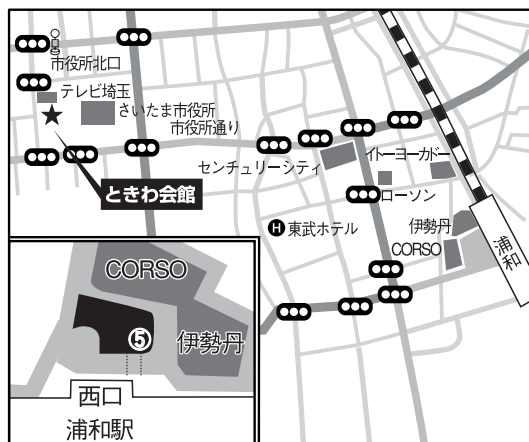 市役所北口
テレビ埼玉
さいたま市役所
市役所通り
センチュリーシティ
イトーヨーカドー
ローソン
ときわ会館
H 東武ホテル
伊勢丹
CORSO
浦和
CORSO
⑤
伊勢丹
西口
浦和駅